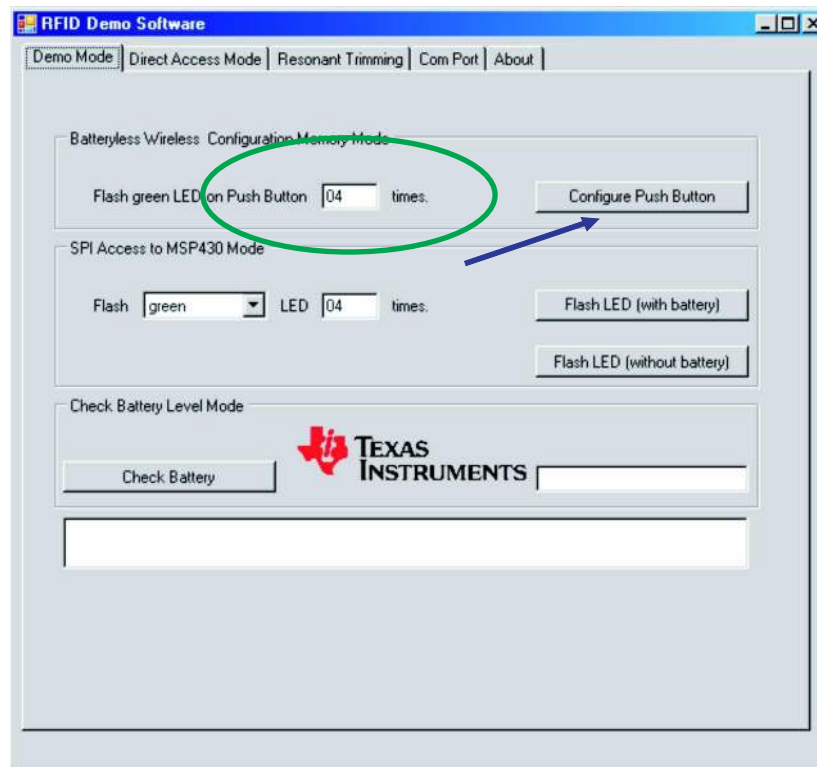 RFID Demo Software
Demo Mode Direct Access Mode Resonant Trimming Com Port About
Batteryless Wireless Configuration Memory Mode
Flash green LED on Push Button 04 times. Configure Push Button
SPI Access to MSP430 Mode
Flash green LED 04 times. Flash LED (with battery)
Flash LED (without battery)
Check Battery Level Mode
TEXAS
INSTRUMENTS
Check Battery